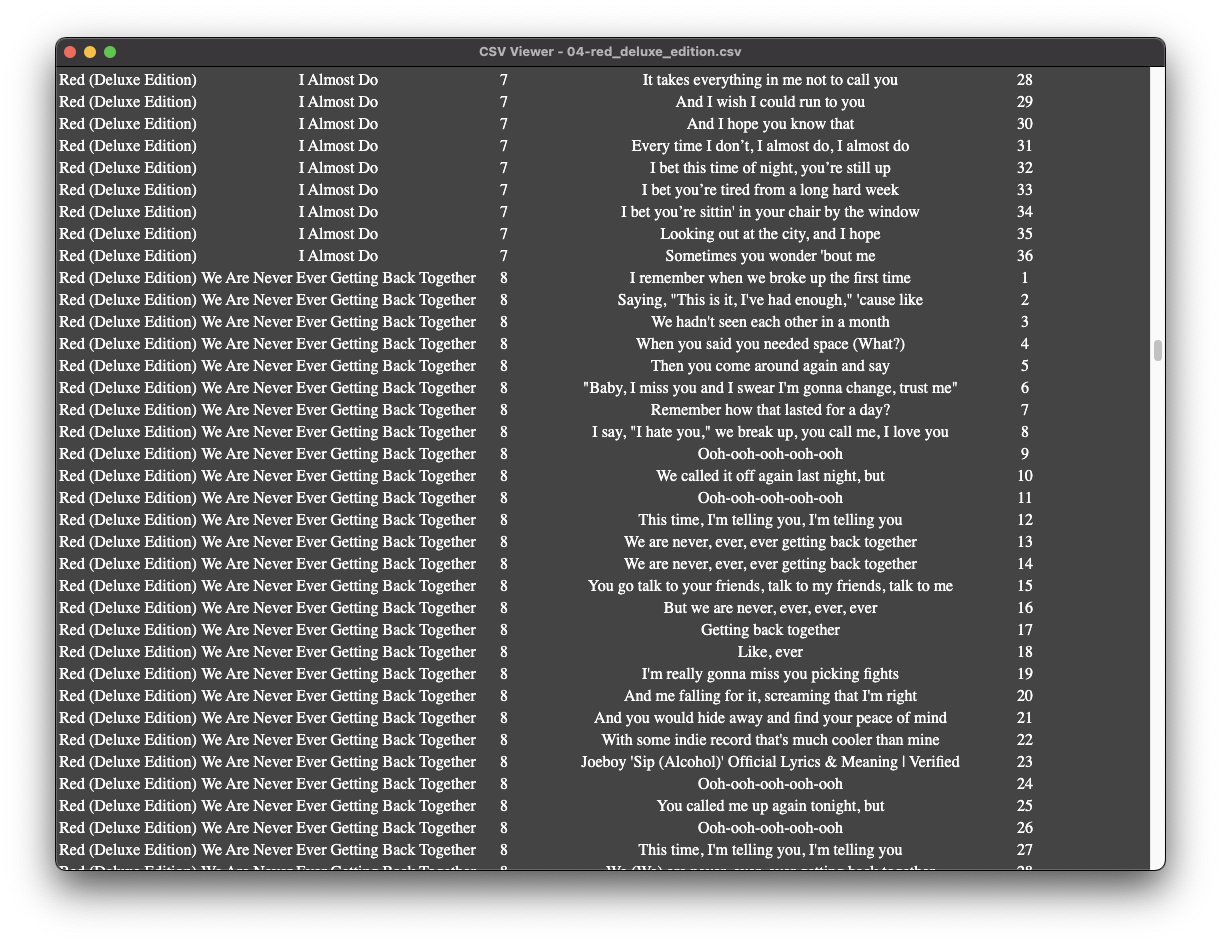 CSV Viewer - 04-red_deluxe_edition.csv
Red (Deluxe Edition) I Almost Do 7 It takes everything in me not to call you 28
Red (Deluxe Edition) I Almost Do 7 And I wish I could run to you 29
Red (Deluxe Edition) I Almost Do 7 And I hope you know that 30
Red (Deluxe Edition) I Almost Do 7 Every time I don’t, I almost do, I almost do 31
Red (Deluxe Edition) I Almost Do 7 I bet this time of night, you’re still up 32
Red (Deluxe Edition) I Almost Do 7 I bet you’re tired from a long hard week 33
Red (Deluxe Edition) I Almost Do 7 I bet you’re sittin' in your chair by the window 34
Red (Deluxe Edition) I Almost Do 7 Looking out at the city, and I hope 35
Red (Deluxe Edition) I Almost Do 7 Sometimes you wonder 'bout me 36
Red (Deluxe Edition) We Are Never Ever Getting Back Together 8 I remember when we broke up the first time 1
Red (Deluxe Edition) We Are Never Ever Getting Back Together 8 Saying, "This is it, I've had enough," 'cause like 2
Red (Deluxe Edition) We Are Never Ever Getting Back Together 8 We hadn't seen each other in a month 3
Red (Deluxe Edition) We Are Never Ever Getting Back Together 8 When you said you needed space (What?) 4
Red (Deluxe Edition) We Are Never Ever Getting Back Together 8 Then you come around again and say 5
Red (Deluxe Edition) We Are Never Ever Getting Back Together 8 "Baby, I miss you and I swear I'm gonna change, trust me" 6
Red (Deluxe Edition) We Are Never Ever Getting Back Together 8 Remember how that lasted for a day? 7
Red (Deluxe Edition) We Are Never Ever Getting Back Together 8 I say, "I hate you," we break up, you call me, I love you 8
Red (Deluxe Edition) We Are Never Ever Getting Back Together 8 Ooh-ooh-ooh-ooh-ooh 9
Red (Deluxe Edition) We Are Never Ever Getting Back Together 8 We called it off again last night, but 10
Red (Deluxe Edition) We Are Never Ever Getting Back Together 8 Ooh-ooh-ooh-ooh-ooh 11
Red (Deluxe Edition) We Are Never Ever Getting Back Together 8 This time, I'm telling you, I'm telling you 12
Red (Deluxe Edition) We Are Never Ever Getting Back Together 8 We are never, ever, ever getting back together 13
Red (Deluxe Edition) We Are Never Ever Getting Back Together 8 We are never, ever, ever getting back together 14
Red (Deluxe Edition) We Are Never Ever Getting Back Together 8 You go talk to your friends, talk to my friends, talk to me 15
Red (Deluxe Edition) We Are Never Ever Getting Back Together 8 But we are never, ever, ever, ever 16
Red (Deluxe Edition) We Are Never Ever Getting Back Together 8 Getting back together 17
Red (Deluxe Edition) We Are Never Ever Getting Back Together 8 Like, ever 18
Red (Deluxe Edition) We Are Never Ever Getting Back Together 8 I'm really gonna miss you picking fights 19
Red (Deluxe Edition) We Are Never Ever Getting Back Together 8 And me falling for it, screaming that I'm right 20
Red (Deluxe Edition) We Are Never Ever Getting Back Together 8 And you would hide away and find your peace of mind 21
Red (Deluxe Edition) We Are Never Ever Getting Back Together 8 With some indie record that's much cooler than mine 22
Red (Deluxe Edition) We Are Never Ever Getting Back Together 8 Joeboy 'Sip (Alcohol)' Official Lyrics & Meaning | Verified 23
Red (Deluxe Edition) We Are Never Ever Getting Back Together 8 Ooh-ooh-ooh-ooh-ooh 24
Red (Deluxe Edition) We Are Never Ever Getting Back Together 8 You called me up again tonight, but 25
Red (Deluxe Edition) We Are Never Ever Getting Back Together 8 Ooh-ooh-ooh-ooh-ooh 26
Red (Deluxe Edition) We Are Never Ever Getting Back Together 8 This time, I'm telling you, I'm telling you 27
Red (Deluxe Edition) We Are Never Ever Getting Back Together 8 We (We) are never, ever, ever getting back together 28